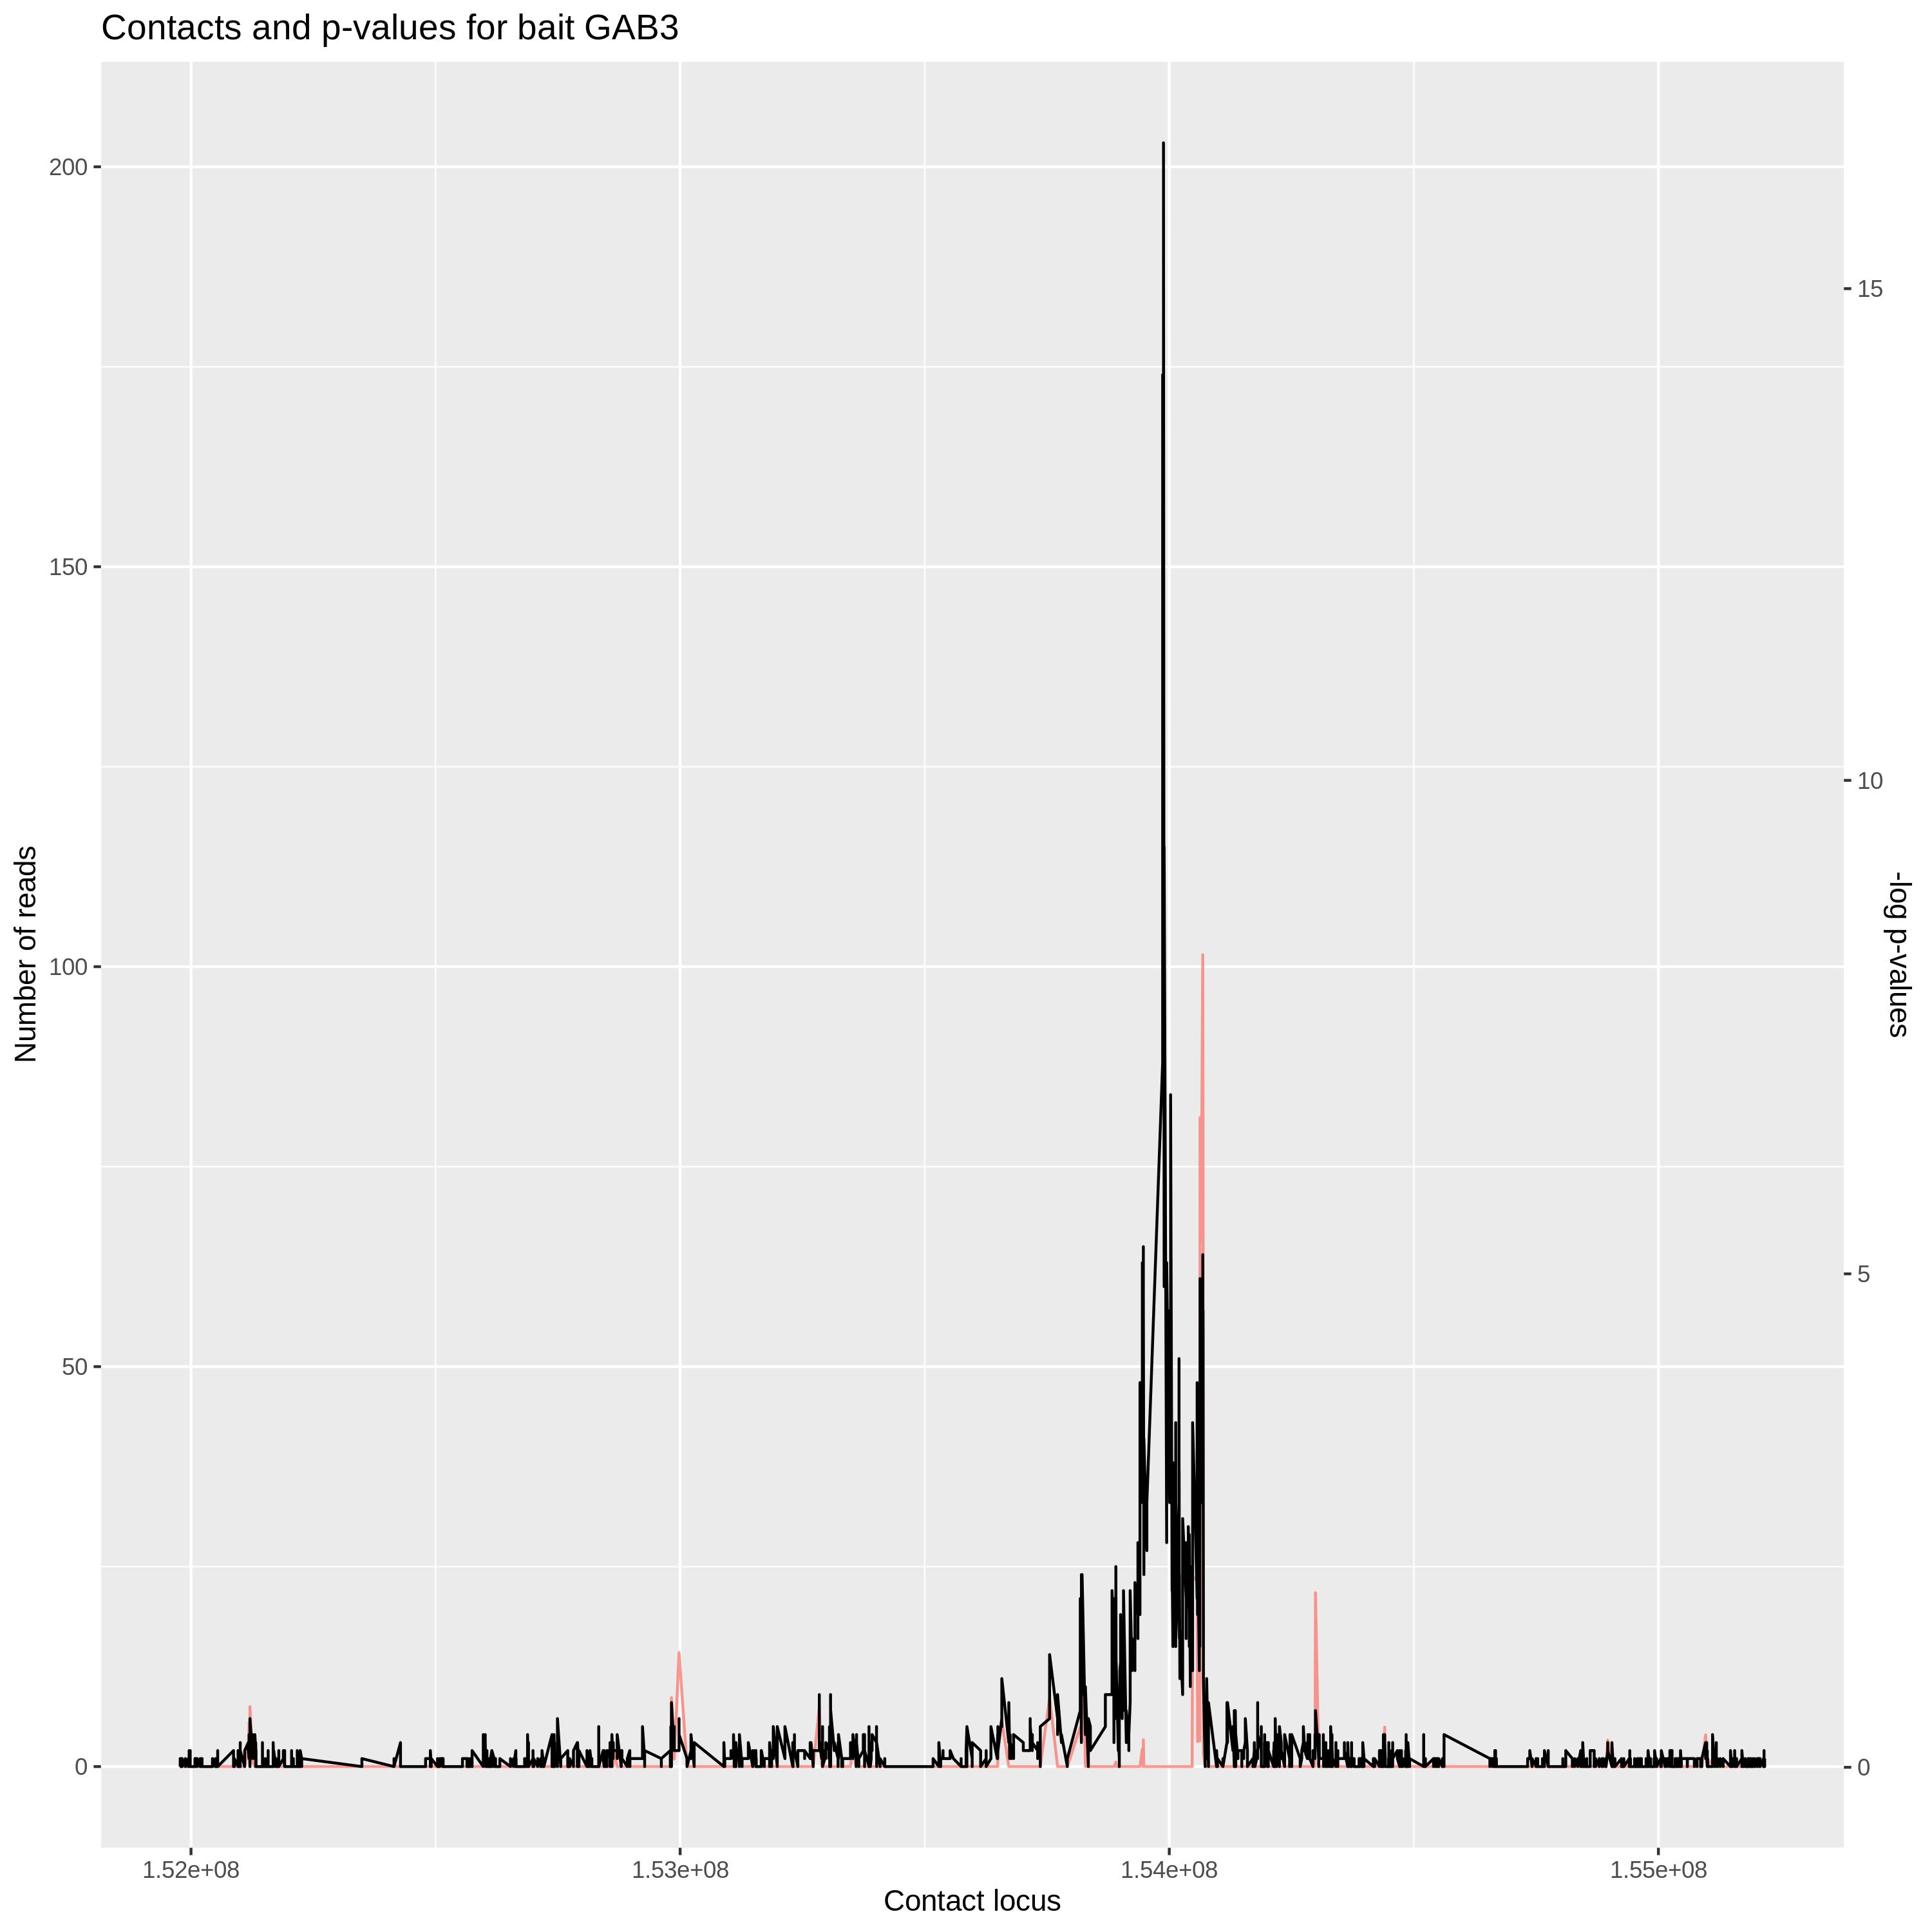 Contacts and p-values for bait GAB3
200
150
100
50
0
Number of reads
15
10
5
0
-log p-values
1.52e+08
1.53e+08
1.54e+08
1.55e+08
Contact locus